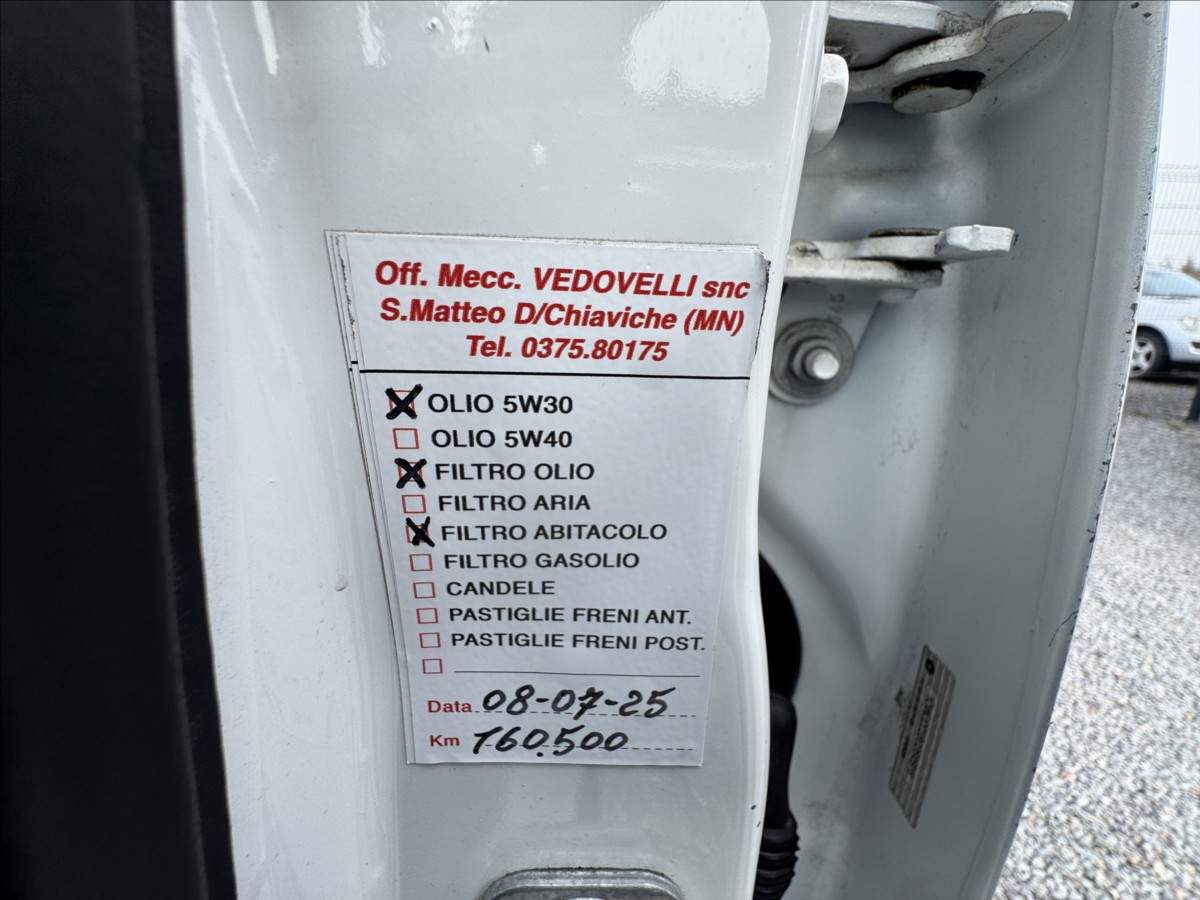 Off. Mecc. VEDOVELLI snc
S.Matteo D/Chiaviche (MN)
Tel. 0375.80175
OLIO 5W30
OLIO 5W40
FILTRO OLIO
FILTRO ARIA
FILTRO ABITACOLO
FILTRO GASOLIO
CANDELE
PASTIGLIE FRENI ANT.
PASTIGLIE FRENI POST.
Data 08-07-25
Km 160.500